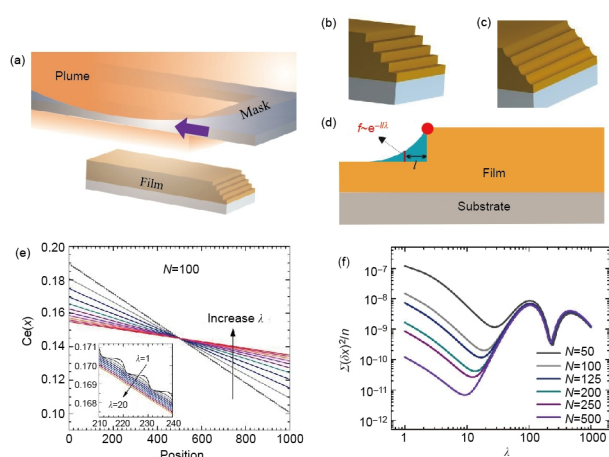 (a)
Plume
Mask
Film
(b)
(c)
(d)
f~e^-l/λ
l
Film
Substrate
(e)
0.20
0.18
0.16
0.14
0.12
0.10
Ce(x)
N=100
Increase λ
0.171
0.170
0.169
0.168
λ=1
λ=20
210 220 230 240
0 200 400 600 800 1000
Position
(f)
10^-7
10^-8
10^-9
10^-10
10^-11
10^-12
Σ(δx)²/n
N=50
N=100
N=125
N=200
N=250
N=500
1 10 100 1000
λ